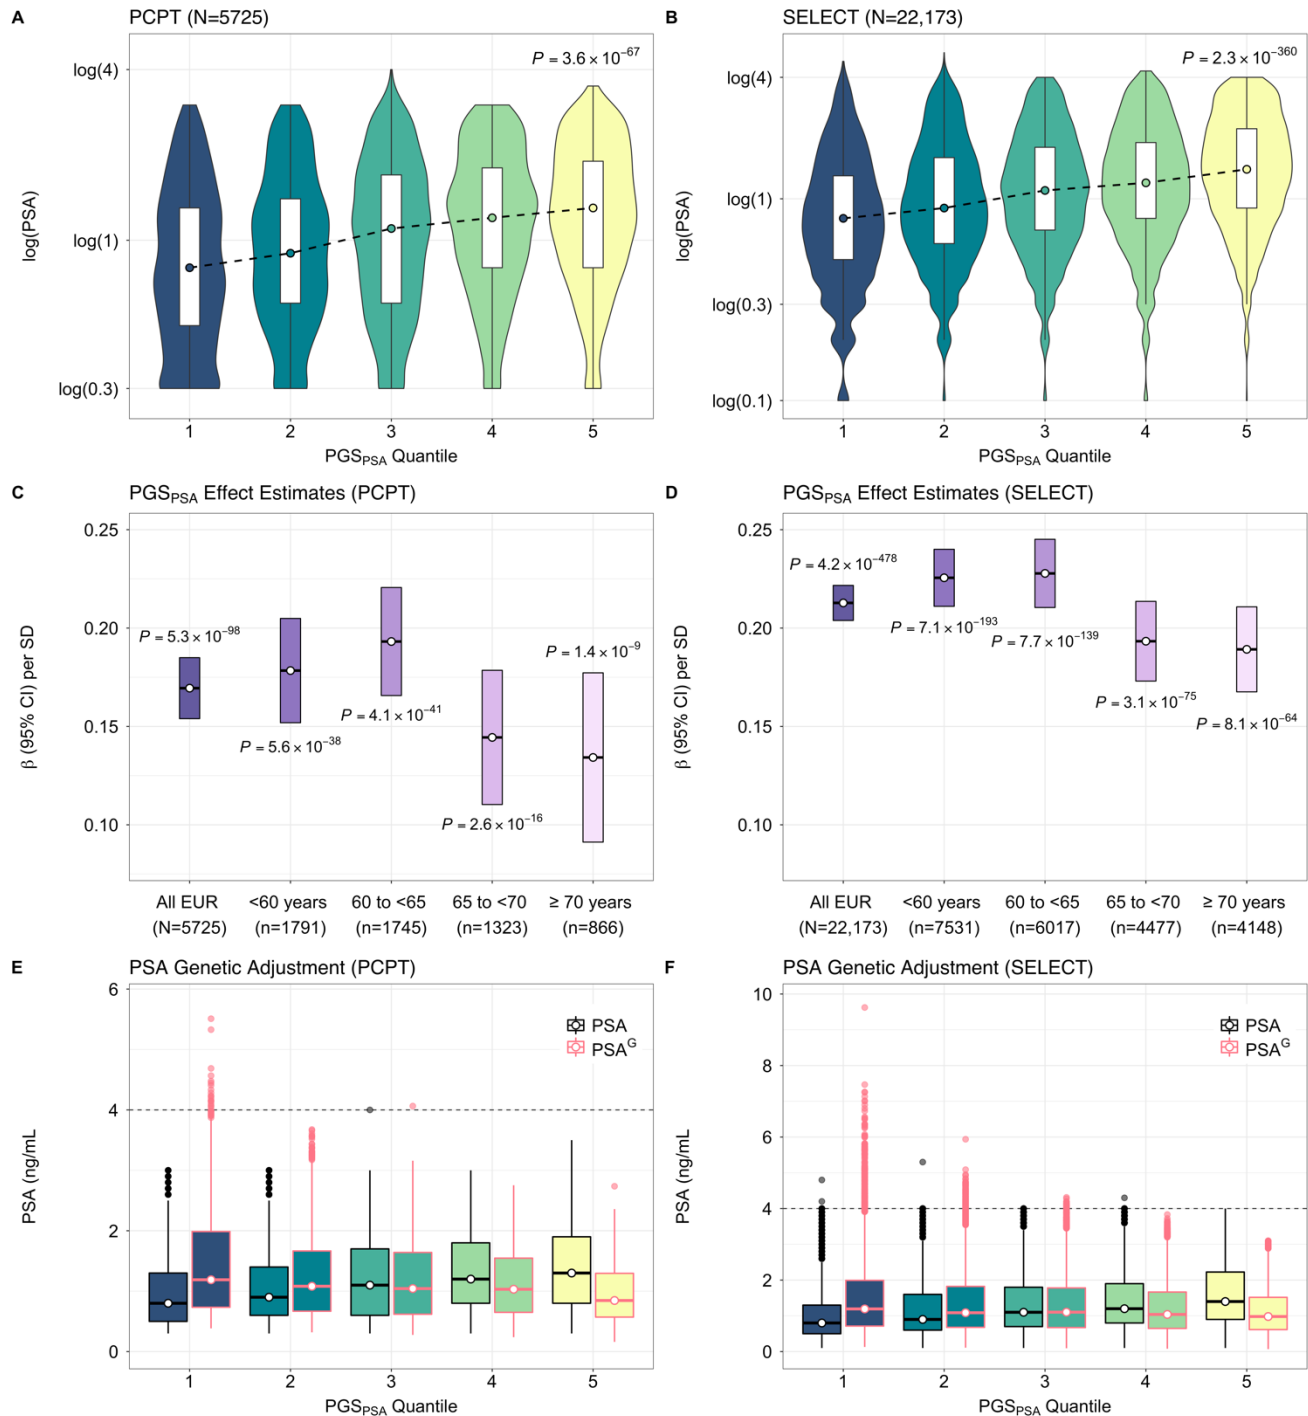 A PCPT (N=5725)
P = 3.6 × 10⁻⁶⁷
log(4)
log(1)
log(0.3)
log(PSA)
1 2 3 4 5
PGS_PSA Quantile
B SELECT (N=22,173)
P = 2.3 × 10⁻³⁶⁰
log(4)
log(1)
log(0.3)
log(0.1)
log(PSA)
1 2 3 4 5
PGS_PSA Quantile
C PGS_PSA Effect Estimates (PCPT)
0.25
0.20
0.15
0.10
β (95% CI) per SD
P = 5.3 × 10⁻⁹⁸
P = 5.6 × 10⁻³⁸
P = 4.1 × 10⁻⁴¹
P = 2.6 × 10⁻¹⁶
P = 1.4 × 10⁻⁹
All EUR <60 years 60 to <65 65 to <70 ≥ 70 years
(N=5725) (n=1791) (n=1745) (n=1323) (n=866)
D PGS_PSA Effect Estimates (SELECT)
0.25
0.20
0.15
0.10
β (95% CI) per SD
P = 4.2 × 10⁻⁴⁷⁸
P = 7.1 × 10⁻¹⁹³
P = 7.7 × 10⁻¹³⁹
P = 3.1 × 10⁻⁷⁵
P = 8.1 × 10⁻⁶⁴
All EUR <60 years 60 to <65 65 to <70 ≥ 70 years
(N=22,173) (n=7531) (n=6017) (n=4477) (n=4148)
E PSA Genetic Adjustment (PCPT)
6
4
2
0
PSA (ng/mL)
PSA
PSA^G
1 2 3 4 5
PGS_PSA Quantile
F PSA Genetic Adjustment (SELECT)
10
8
6
4
2
0
PSA (ng/mL)
PSA
PSA^G
1 2 3 4 5
PGS_PSA Quantile